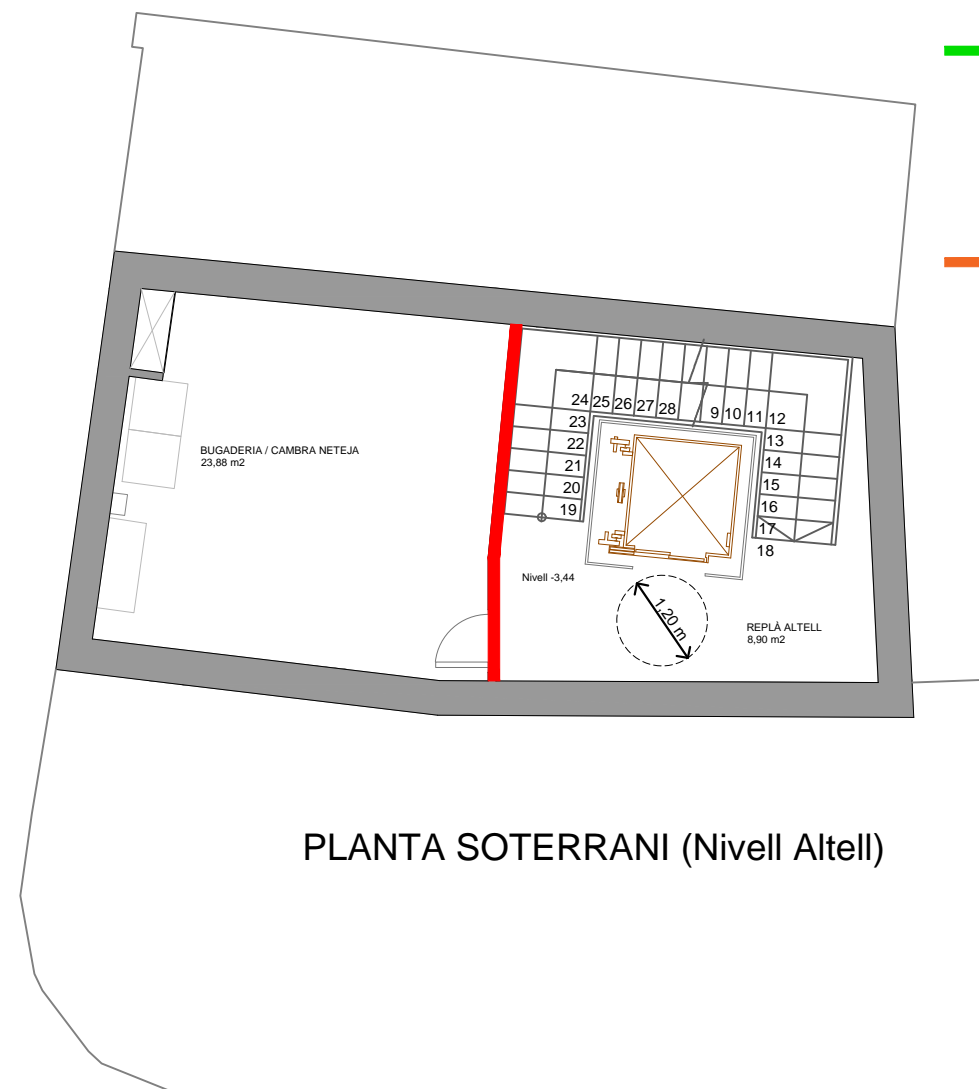 24 25 26 27 28 9 10 11 12
23 13
22 14
21 15
20 16
19 17
18
BUGADERIA / CAMBRA NETEJA
23,88 m2
Nivell -3,44
1,20 m
REPLÀ ALTELL
8,90 m2
PLANTA SOTERRANI (Nivell Altell)